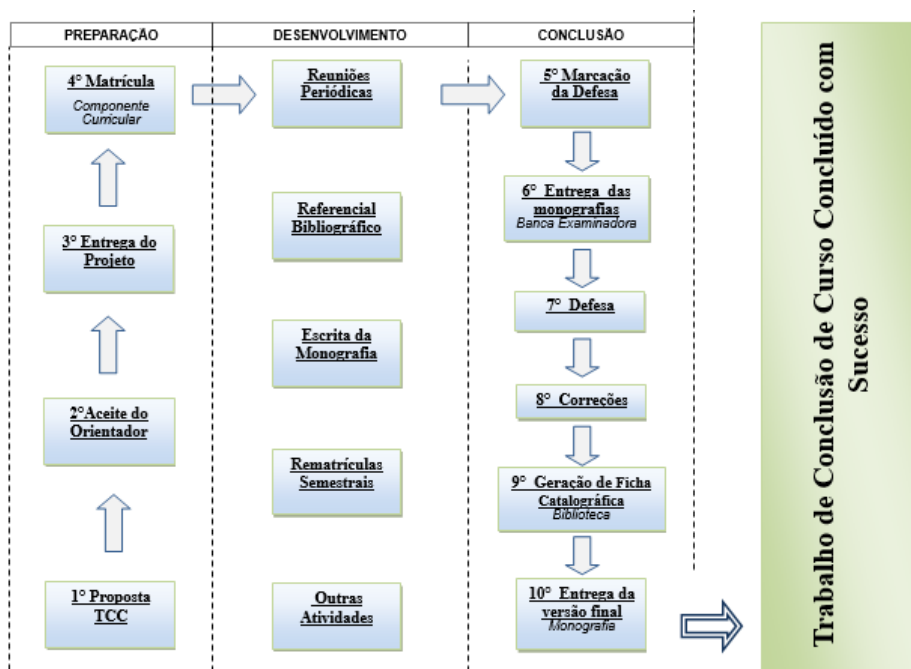 PREPARAÇÃO
DESENVOLVIMENTO
CONCLUSÃO
4° Matrícula
Componente
Curricular
3° Entrega do
Projeto
2°Aceite do
Orientador
1° Proposta
TCC
Reuniões
Periódicas
Referencial
Bibliográfico
Escrita da
Monografia
Rematrículas
Semestrais
Outras
Atividades
5° Marcação
da Defesa
6° Entrega das
monografias
Banca Examinadora
7° Defesa
8° Correções
9° Geração de Ficha
Catalográfica
Biblioteca
10° Entrega da
versão final
Monografia
Trabalho de Conclusão de Curso Concluído com
Sucesso